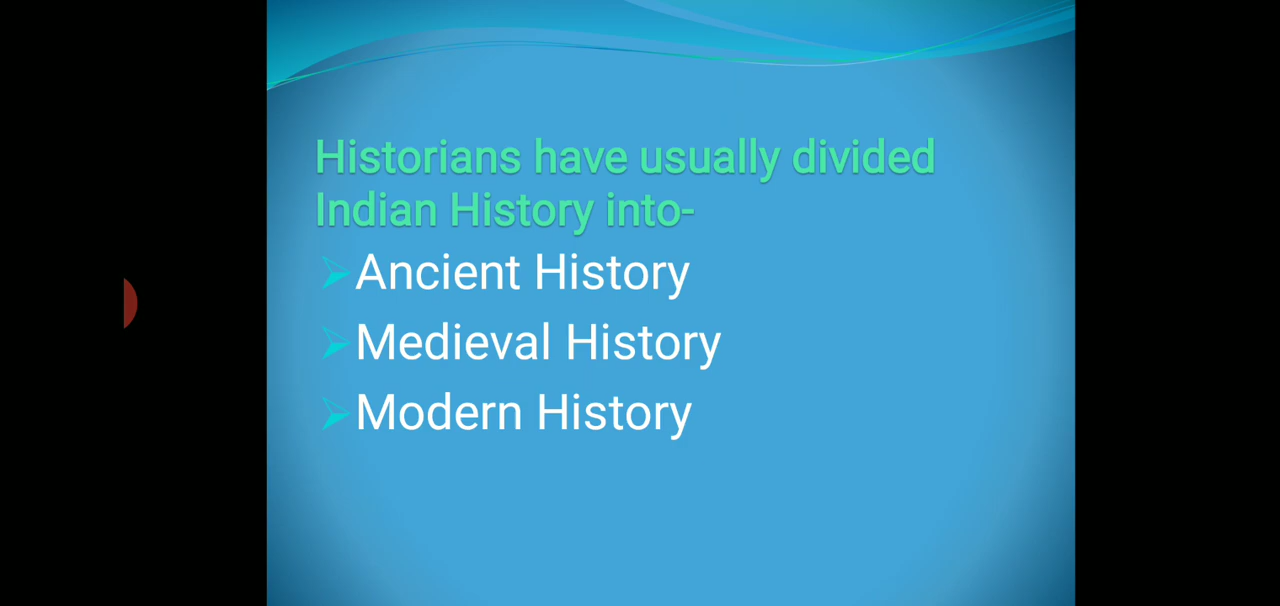 Historians have usually divided
Indian History into-
Ancient History
Medieval History
Modern History